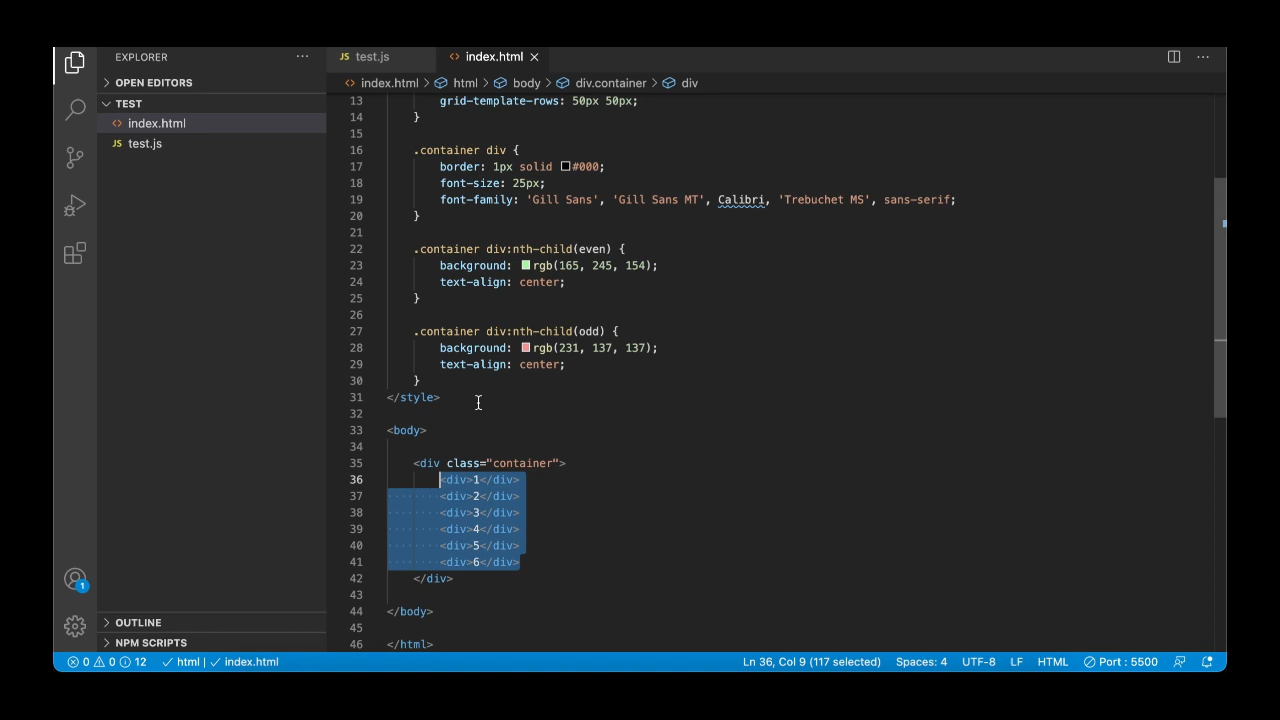 EXPLORER
OPEN EDITORS
TEST
index.html
JS test.js
OUTLINE
NPM SCRIPTS
1
JS test.js
index.html
index.html > html > body > div.container > div
13 grid-template-rows: 50px 50px;
14 }
15
16 .container div {
17 border: 1px solid #000;
18 font-size: 25px;
19 font-family: 'Gill Sans', 'Gill Sans MT', Calibri, 'Trebuchet MS', sans-serif;
20 }
21
22 .container div:nth-child(even) {
23 background: rgb(165, 245, 154);
24 text-align: center;
25 }
26
27 .container div:nth-child(odd) {
28 background: rgb(231, 137, 137);
29 text-align: center;
30 }
31 </style>
32
33 <body>
34
35 <div class="container">
36 <div>1</div>
37 <div>2</div>
38 <div>3</div>
39 <div>4</div>
40 <div>5</div>
41 <div>6</div>
42 </div>
43
44 </body>
45
46 </html>
0 0 12 html | index.html Ln 36, Col 9 (117 selected) Spaces: 4 UTF-8 LF HTML Port : 5500